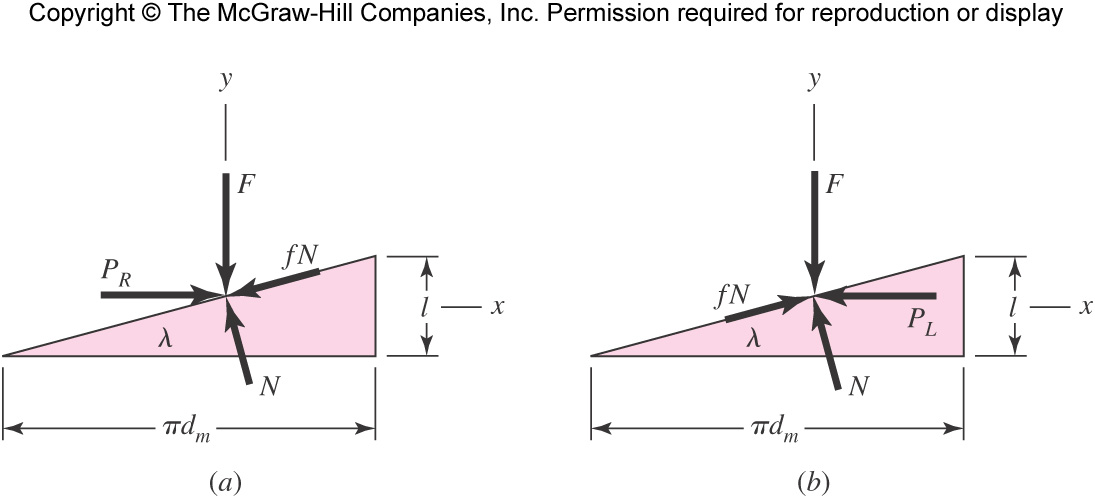 Copyright © The McGraw-Hill Companies, Inc. Permission required for reproduction or display
y
F
fN
P_R
l
x
λ
N
πd_m
(a)
y
F
fN
P_L
l
x
λ
N
πd_m
(b)